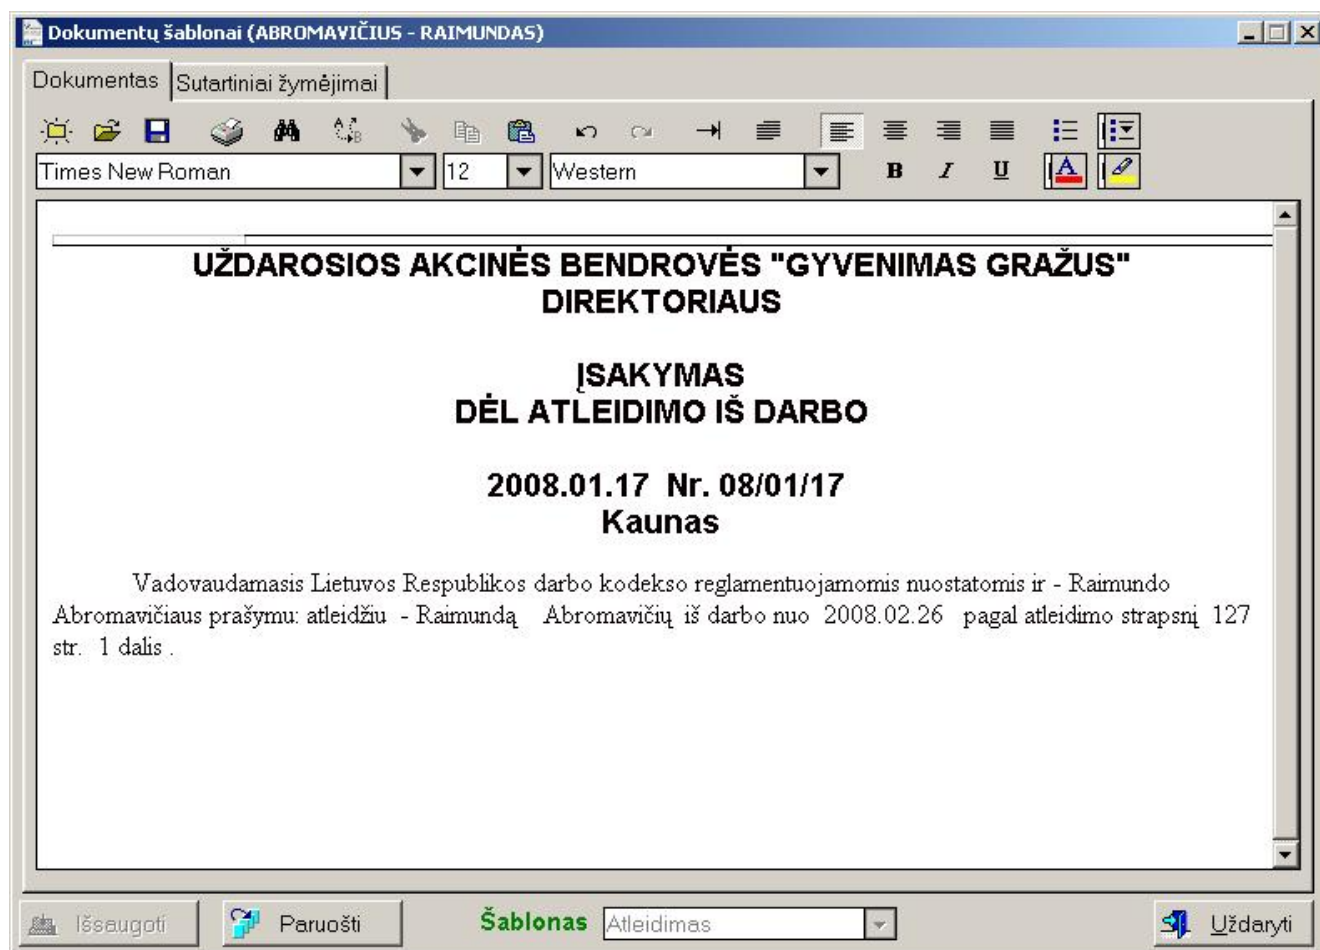 Dokumentų šablonai (ABROMAVIČIUS - RAIMUNDAS)
Dokumentas Sutartiniai žymėjimai
Times New Roman 12 Western B I U A
UŽDAROSIOS AKCINĖS BENDROVĖS "GYVENIMAS GRAŽUS"
DIREKTORIAUS
ĮSAKYMAS
DĖL ATLEIDIMO IŠ DARBO
2008.01.17 Nr. 08/01/17
Kaunas
Vadovaudamasis Lietuvos Respublikos darbo kodekso reglamentuojamomis nuostatomis ir - Raimundo
Abromavičiaus prašymu: atleidžiu - Raimundą Abromavičių iš darbo nuo 2008.02.26 pagal atleidimo strapsnį 127
str. 1 dalis .
Išsaugoti Paruošti Šablonas Atleidimas Uždaryti